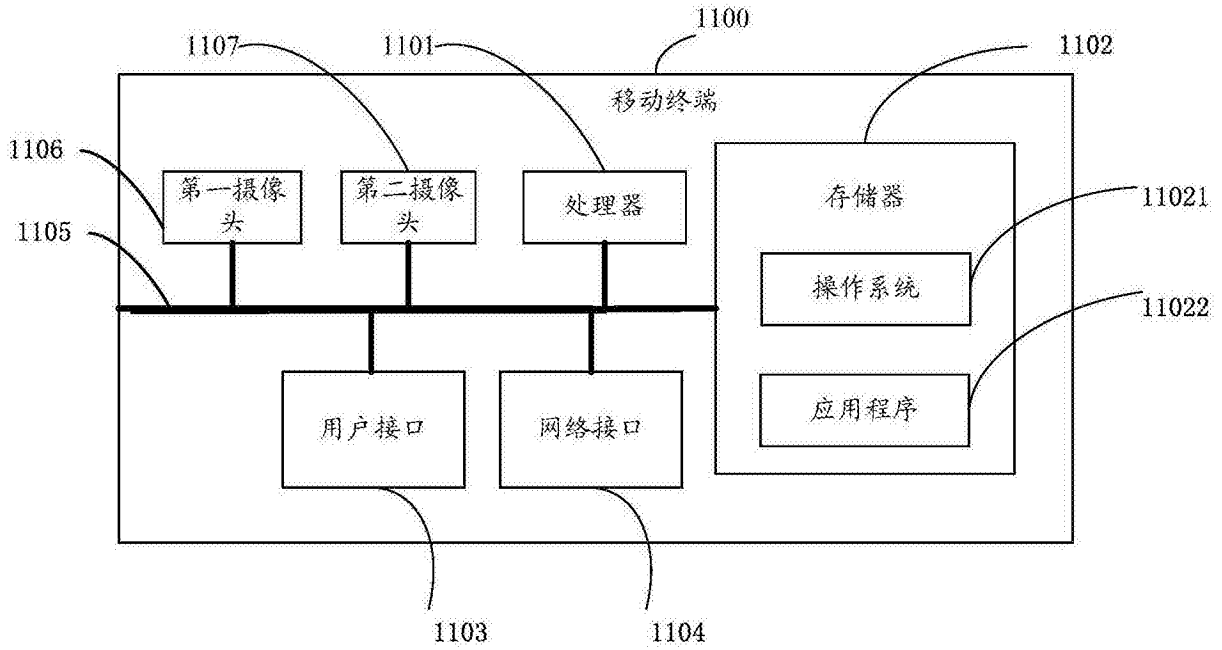 1100
1107
1101
1102
移动终端
1106
第一摄像
头
第二摄像
头
处理器
存储器
11021
1105
操作系统
11022
应用程序
用户接口
网络接口
1103
1104